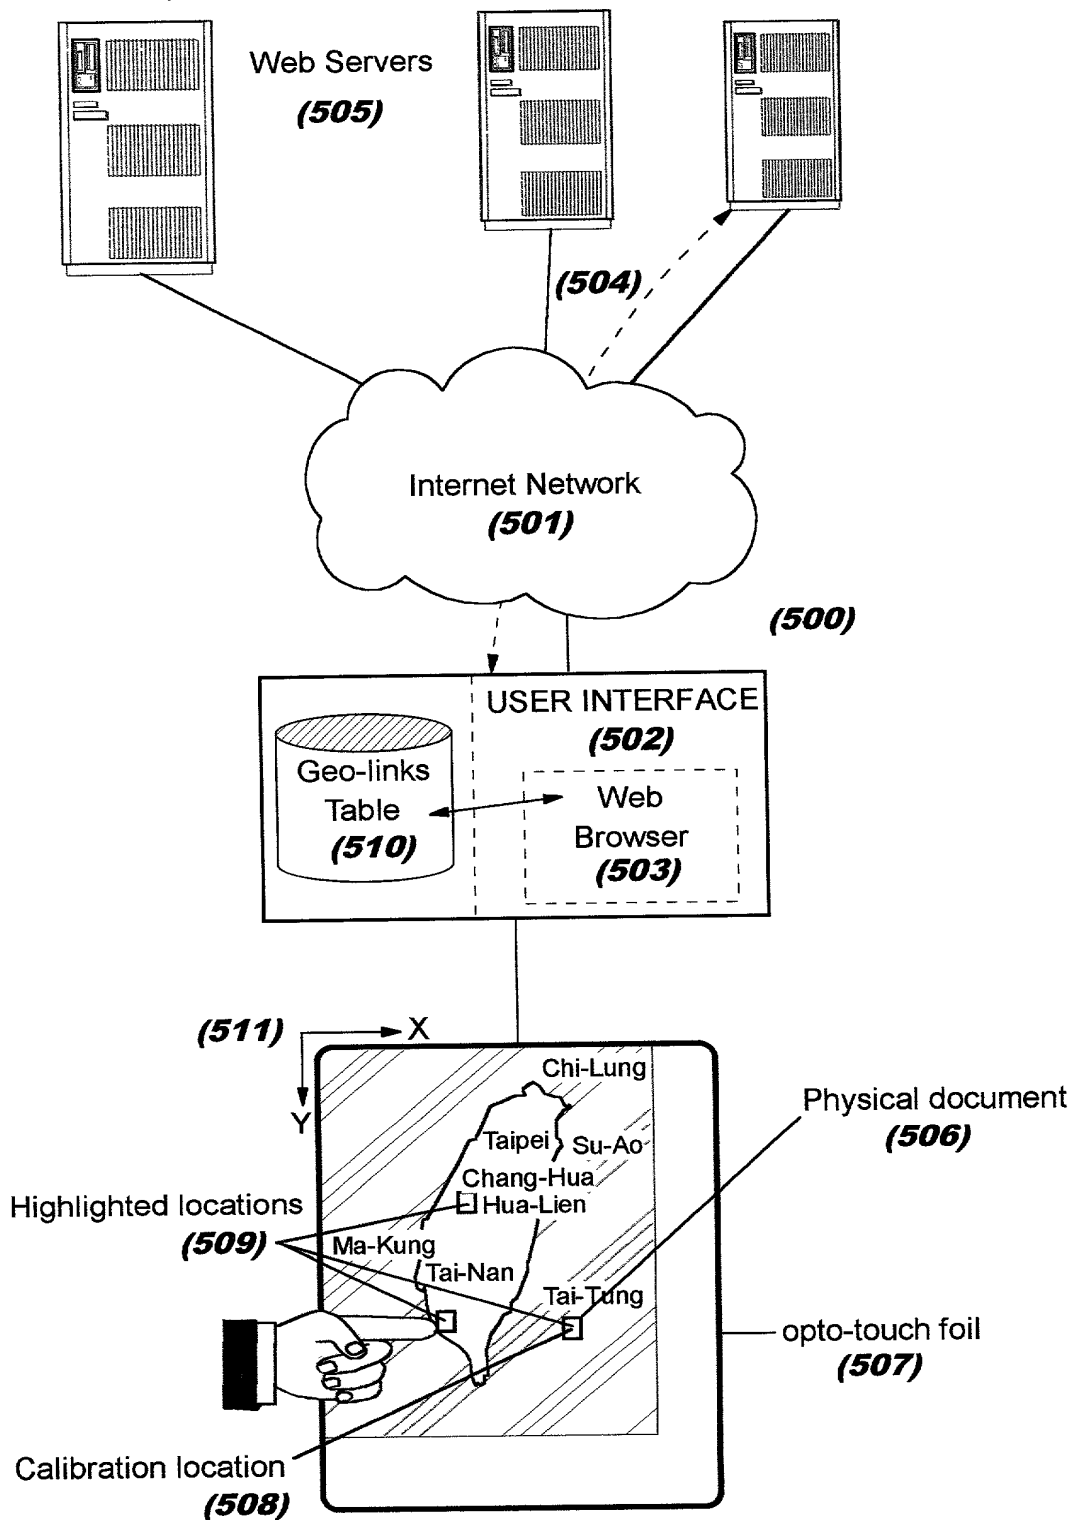 Web Servers
(505)
(504)
Internet Network
(501)
(500)
USER INTERFACE
(502)
Geo-links
Table
(510)
Web
Browser
(503)
(511)
X
Y
Chi-Lung
Taipei
Su-Ao
Chang-Hua
Hua-Lien
Ma-Kung
Tai-Nan
Tai-Tung
Physical document
(506)
Highlighted locations
(509)
opto-touch foil
(507)
Calibration location
(508)